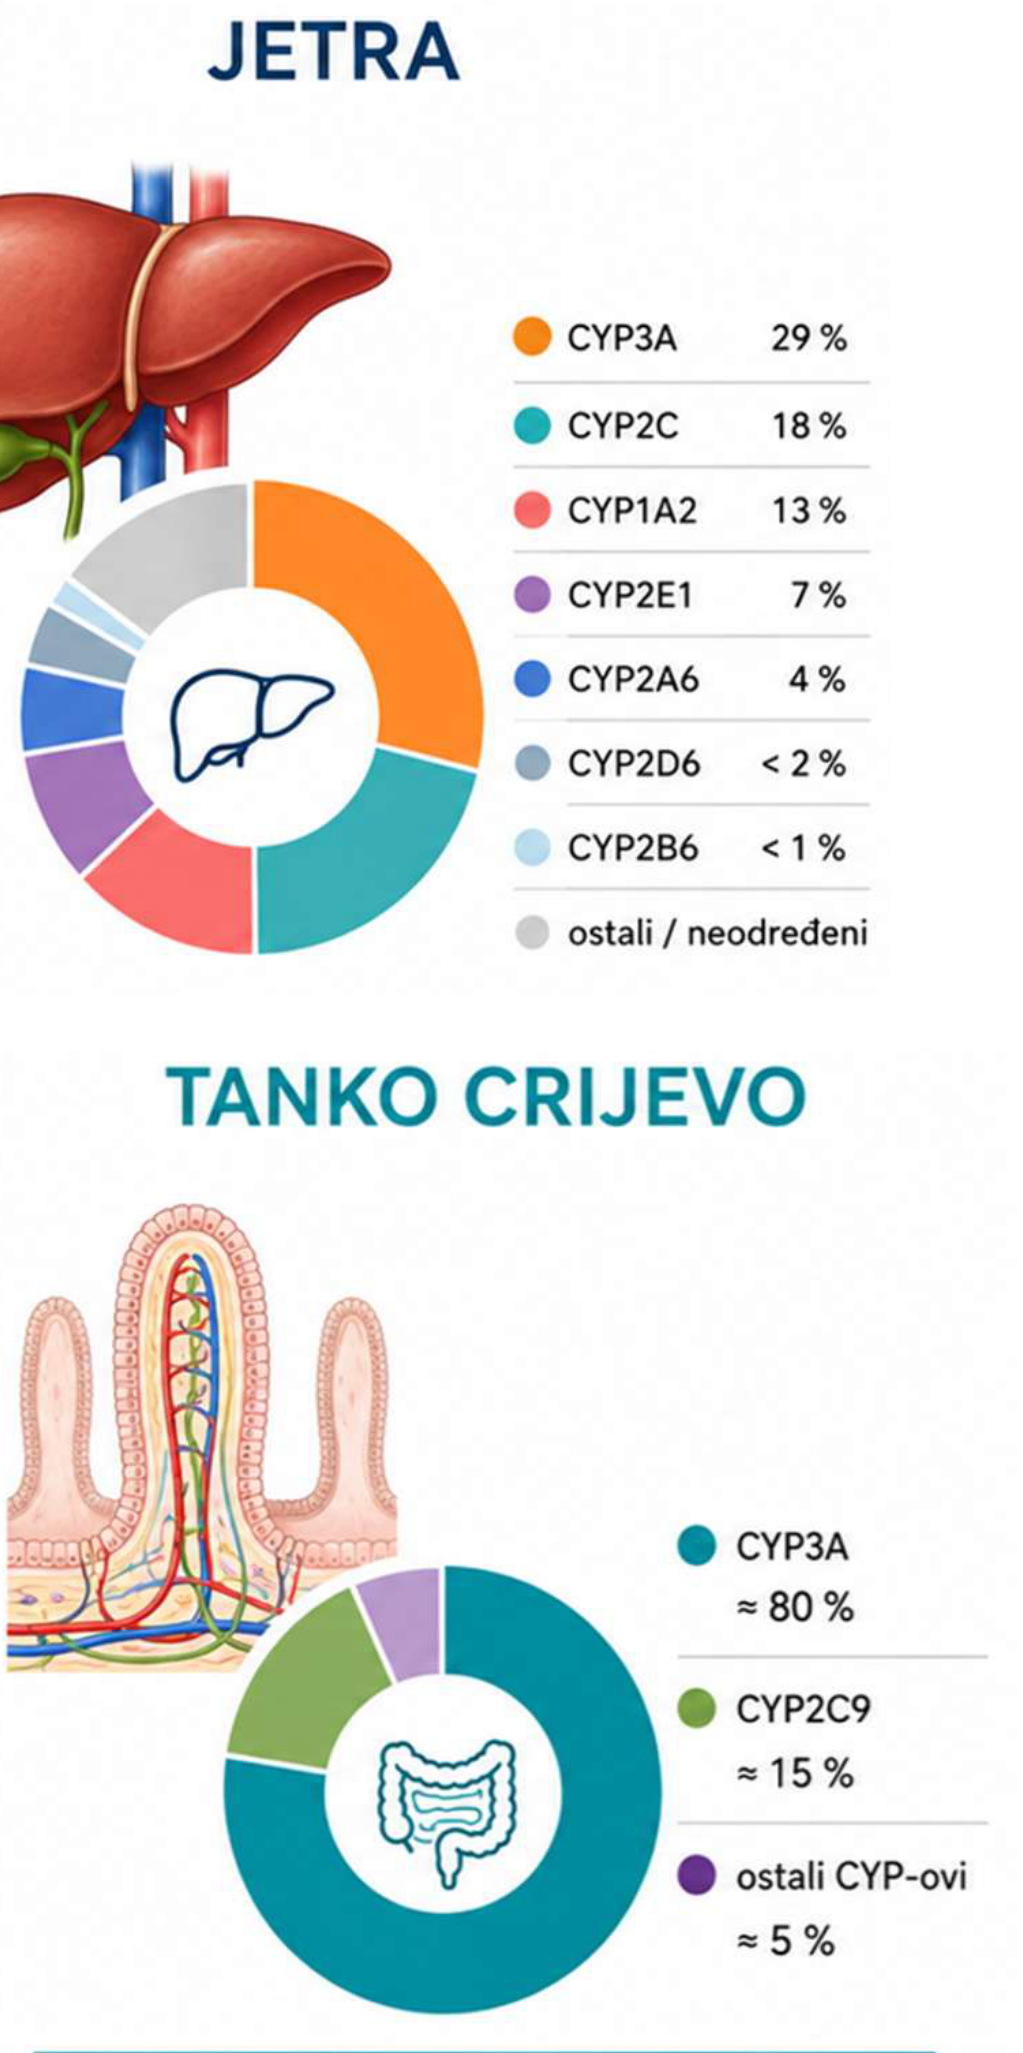 JETRA
CYP3A 29 %
CYP2C 18 %
CYP1A2 13 %
CYP2E1 7 %
CYP2A6 4 %
CYP2D6 < 2 %
CYP2B6 < 1 %
ostali / neodređeni
TANKO CRIJEVO
CYP3A
≈ 80 %
CYP2C9
≈ 15 %
ostali CYP-ovi
≈ 5 %